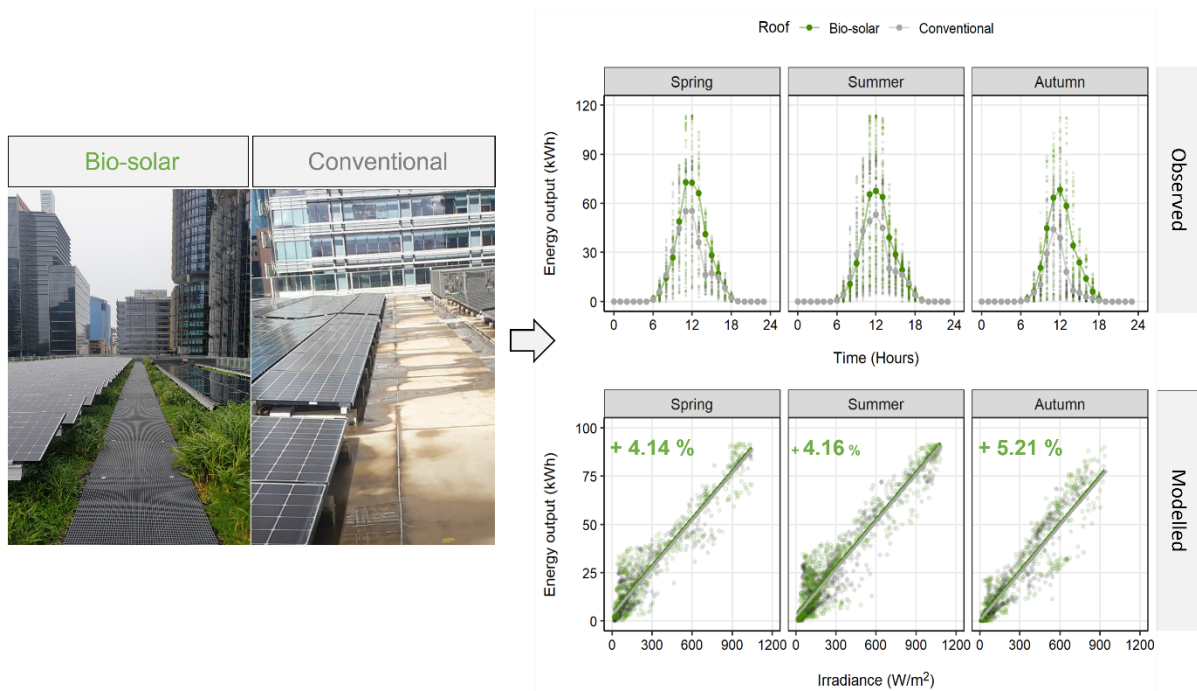 Bio-solar
Conventional
Roof Bio-solar Conventional
Spring Summer Autumn
120
90
60
30
0
Energy output (kWh)
0 6 12 18 24 0 6 12 18 24 0 6 12 18 24
Time (Hours)
Observed
Spring Summer Autumn
+ 4.14 % + 4.16 % + 5.21 %
100
75
50
25
0
Energy output (kWh)
0 300 600 900 1200 0 300 600 900 1200 0 300 600 900 1200
Irradiance (W/m²)
Modelled